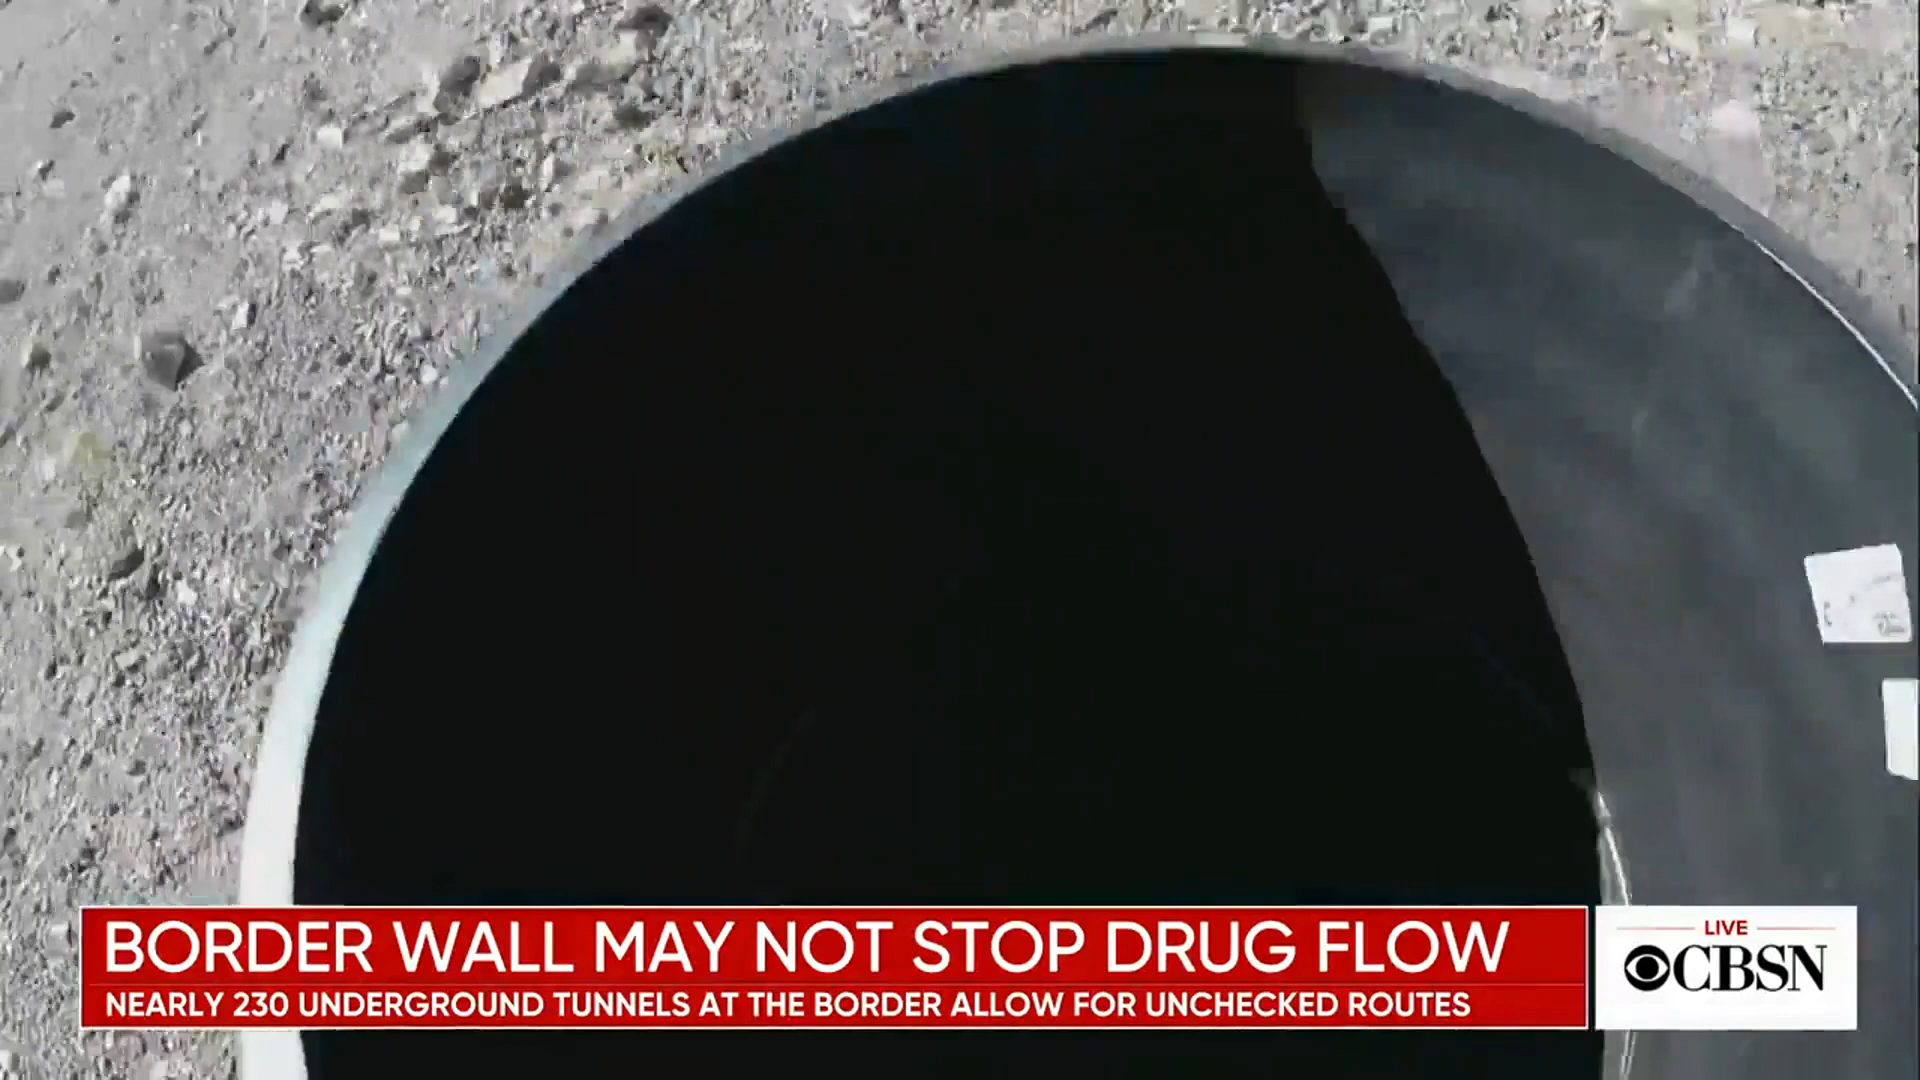 BORDER WALL MAY NOT STOP DRUG FLOW
NEARLY 230 UNDERGROUND TUNNELS AT THE BORDER ALLOW FOR UNCHECKED ROUTES
LIVE
CBSN